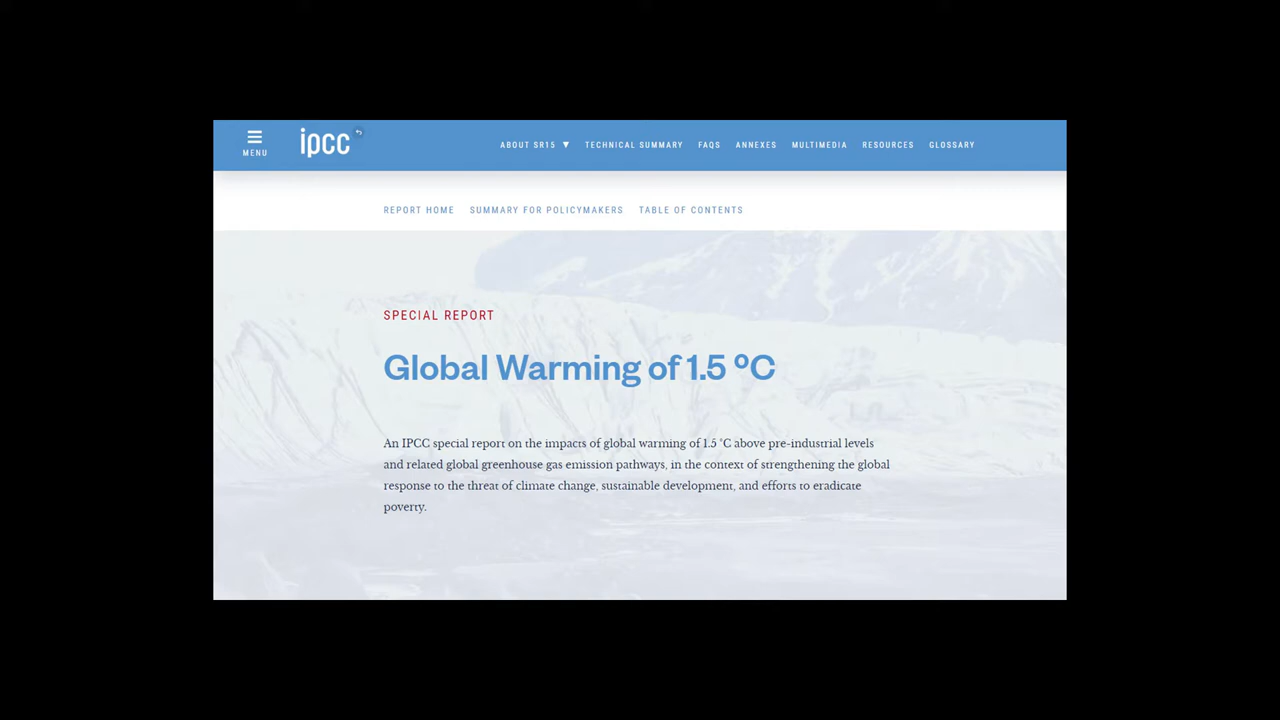 MENU
ipcc
ABOUT SR15 ▼ TECHNICAL SUMMARY FAQS ANNEXES MULTIMEDIA RESOURCES GLOSSARY
REPORT HOME SUMMARY FOR POLICYMAKERS TABLE OF CONTENTS
SPECIAL REPORT
Global Warming of 1.5 ºC
An IPCC special report on the impacts of global warming of 1.5 °C above pre-industrial levels
and related global greenhouse gas emission pathways, in the context of strengthening the global
response to the threat of climate change, sustainable development, and efforts to eradicate
poverty.